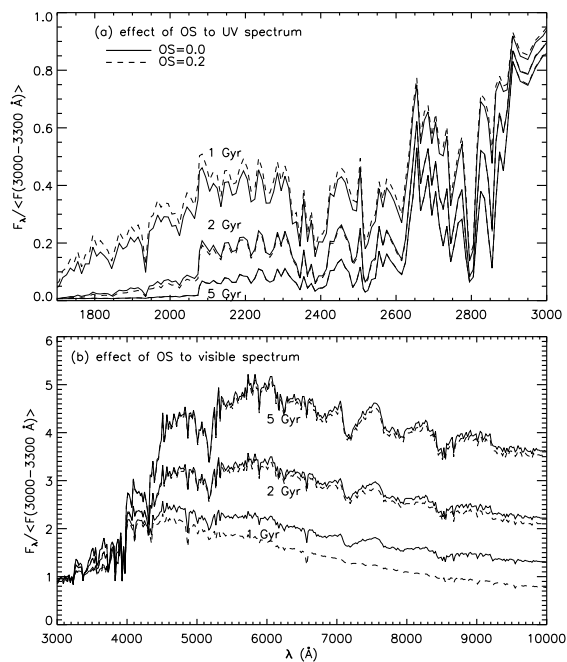 (a) effect of OS to UV spectrum
OS=0.0
OS=0.2
1.0
0.8
0.6
0.4
0.2
0.0
Fλ/<F(3000−3300 Å)>
1 Gyr
2 Gyr
5 Gyr
1800
2000
2200
2400
2600
2800
3000
(b) effect of OS to visible spectrum
6
5
4
3
2
1
0
Fλ/<F(3000−3300 Å)>
5 Gyr
2 Gyr
1 Gyr
3000
4000
5000
6000
7000
8000
9000
10000
λ (Å)